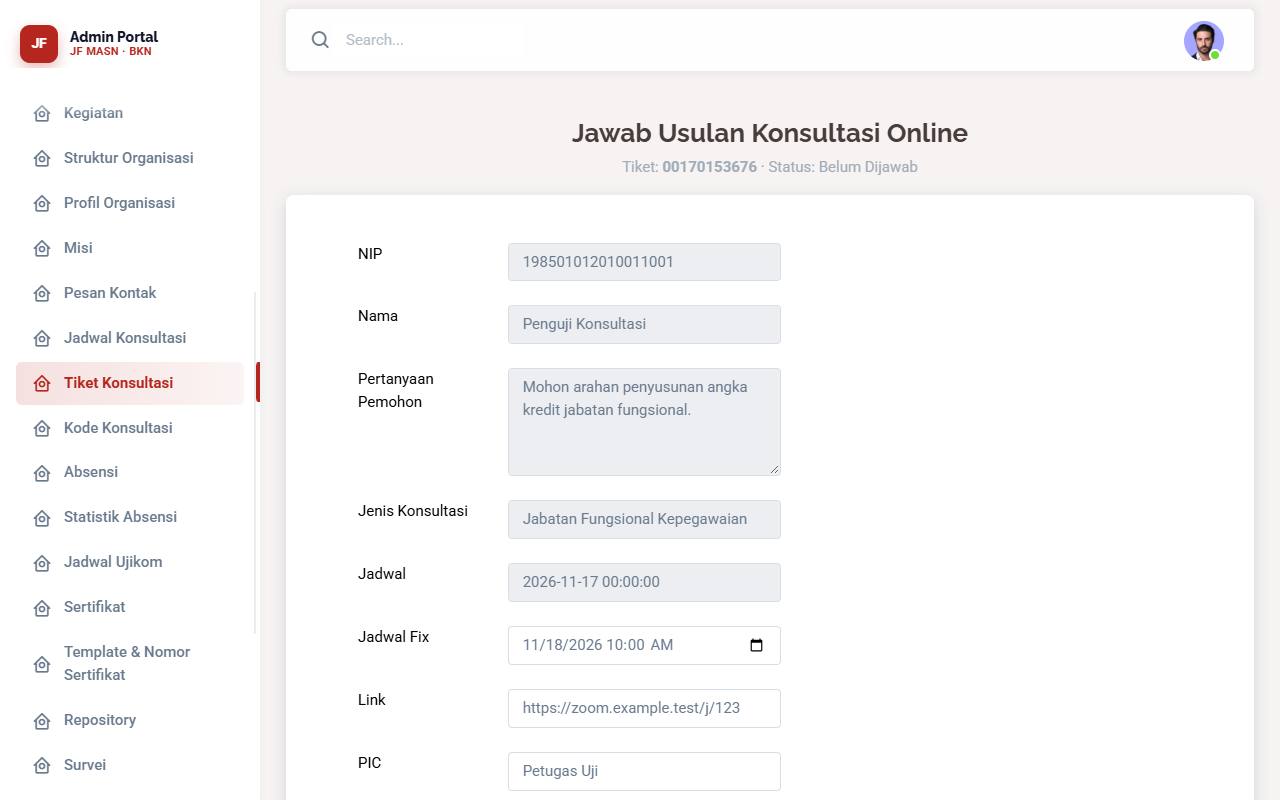 JF
Admin Portal
JF MASN · BKN
Kegiatan
Struktur Organisasi
Profil Organisasi
Misi
Pesan Kontak
Jadwal Konsultasi
Tiket Konsultasi
Kode Konsultasi
Absensi
Statistik Absensi
Jadwal Ujikom
Sertifikat
Template & Nomor
Sertifikat
Repository
Survei
Search...
Jawab Usulan Konsultasi Online
Tiket: 00170153676 · Status: Belum Dijawab
NIP
198501012010011001
Nama
Penguji Konsultasi
Pertanyaan
Pemohon
Mohon arahan penyusunan angka
kredit jabatan fungsional.
Jenis Konsultasi
Jabatan Fungsional Kepegawaian
Jadwal
2026-11-17 00:00:00
Jadwal Fix
11/18/2026 10:00 AM
Link
https://zoom.example.test/j/123
PIC
Petugas Uji